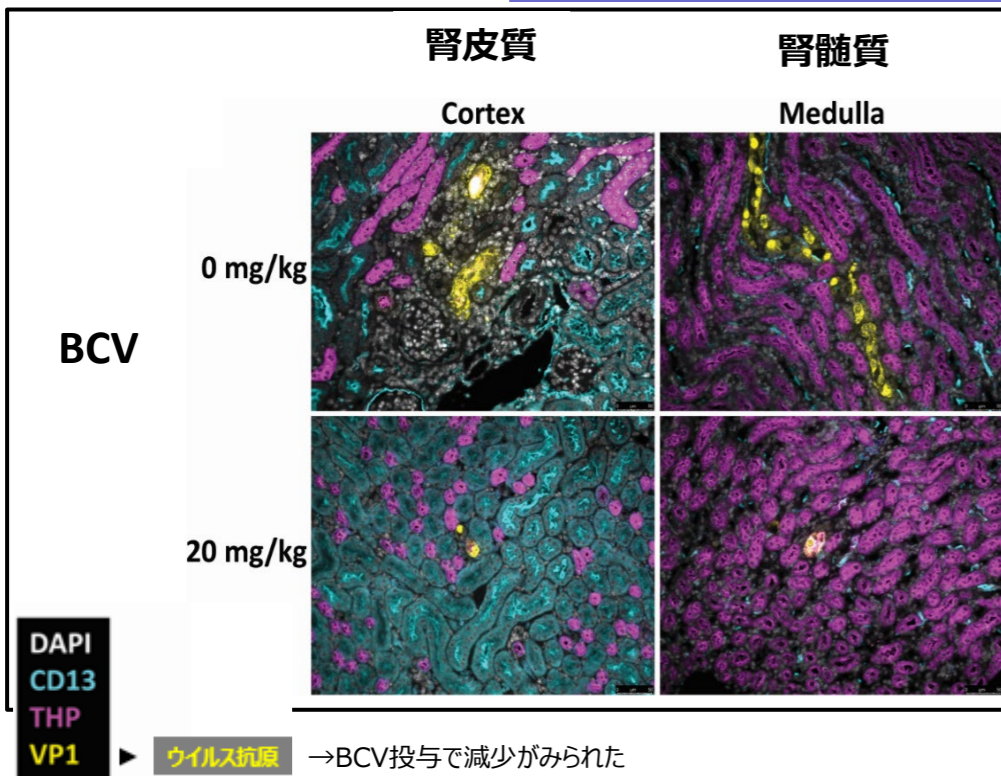 腎皮質
腎髄質
Cortex
Medulla
0 mg/kg
BCV
20 mg/kg
DAPI
CD13
THP
VP1 ▶ ウイルス抗原 →BCV投与で減少がみられた